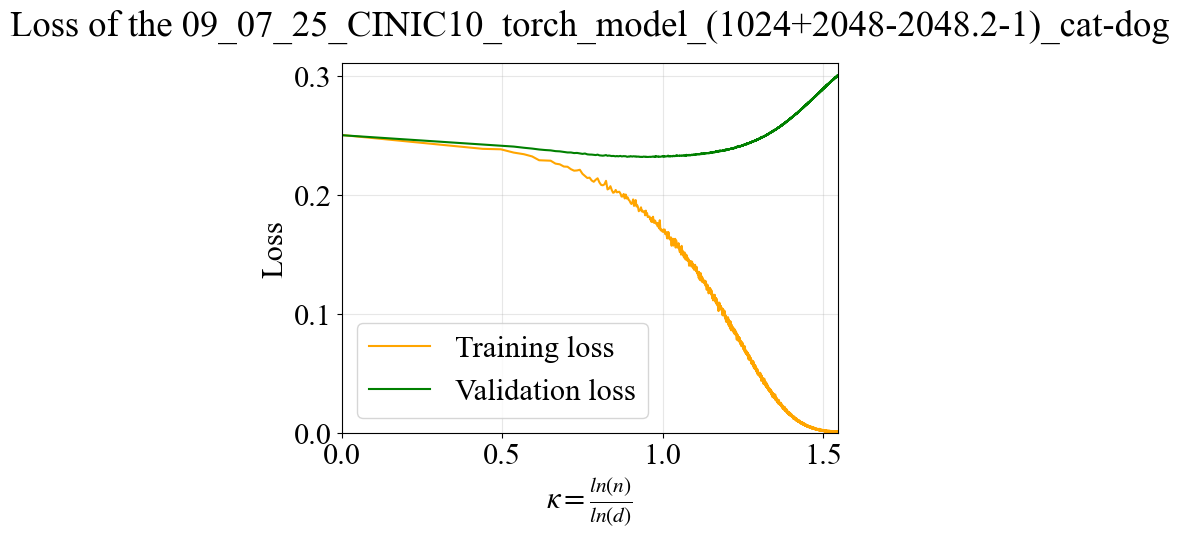 Loss of the 09_07_25_CINIC10_torch_model_(1024+2048-2048.2-1)_cat-dog
0.3
0.2
0.1
0.0
Loss
Training loss
Validation loss
0.0 0.5 1.0 1.5
κ = ln(n)/ln(d)